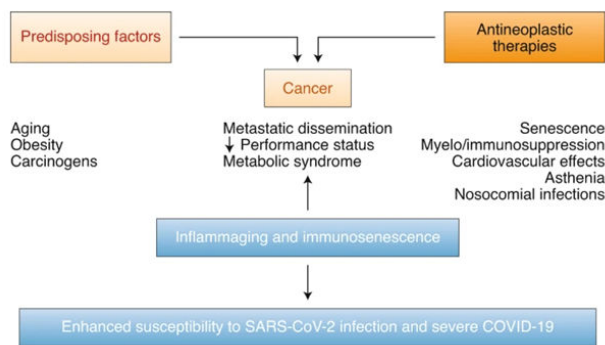 Predisposing factors
Antineoplastic
therapies
Cancer
Aging
Obesity
Carcinogens
Metastatic dissemination
↓ Performance status
Metabolic syndrome
Senescence
Myelo/immunosuppression
Cardiovascular effects
Asthenia
Nosocomial infections
Inflammaging and immunosenescence
Enhanced susceptibility to SARS-CoV-2 infection and severe COVID-19